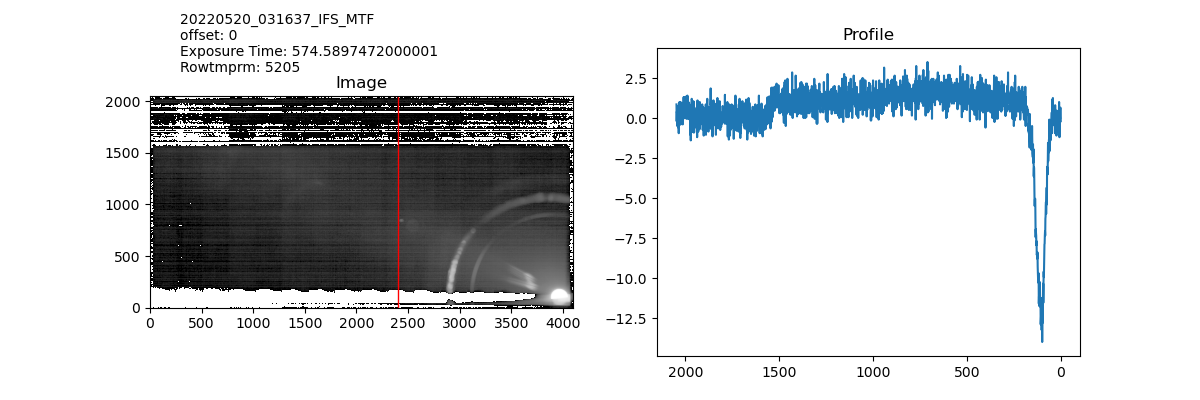 20220520_031637_IFS_MTF
offset: 0
Exposure Time: 574.5897472000001
Rowtmprm: 5205
Image
2000
1500
1000
500
0
0 500 1000 1500 2000 2500 3000 3500 4000
Profile
2.5
0.0
−2.5
−5.0
−7.5
−10.0
−12.5
2000 1500 1000 500 0